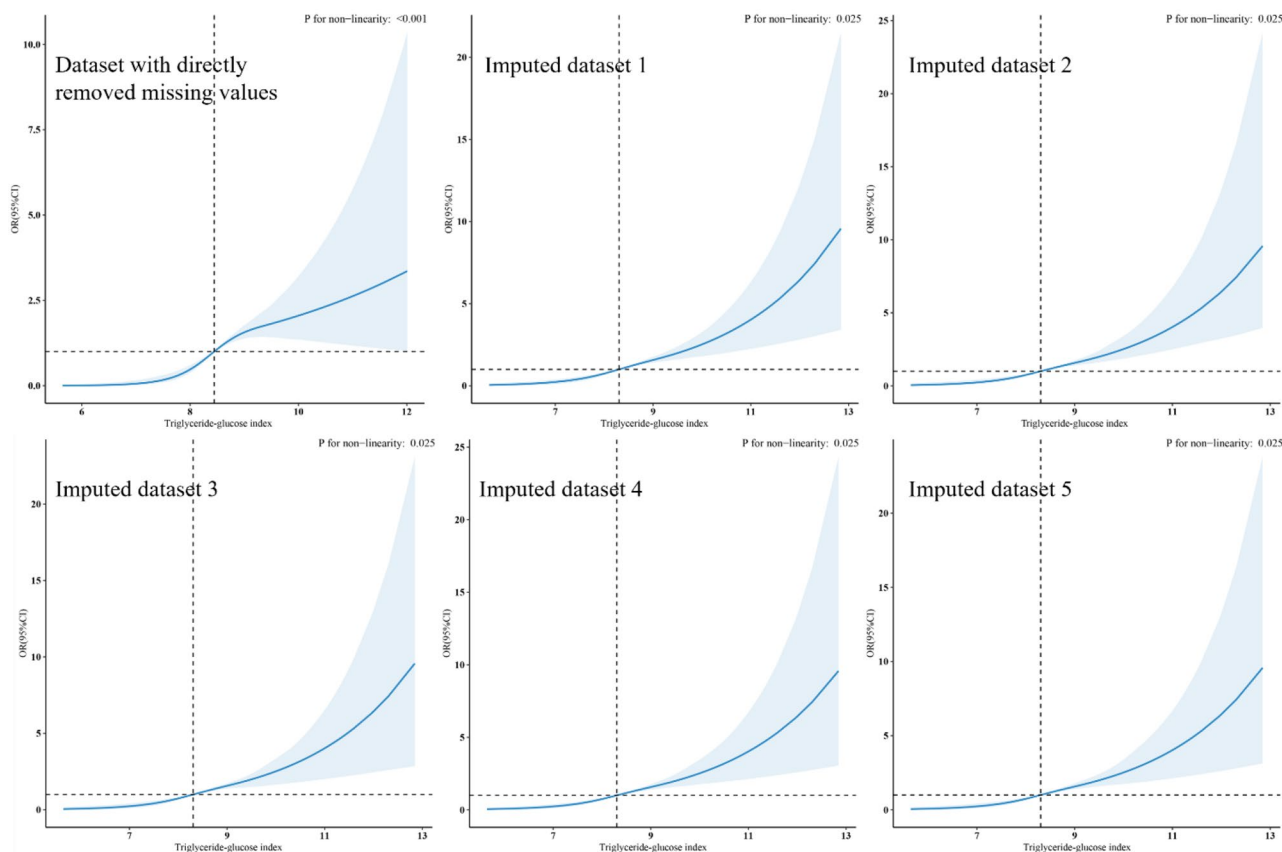 P for non-linearity: <0.001
Dataset with directly
removed missing values
10.0
7.5
5.0
2.5
0.0
OR(95%CI)
6
8
10
12
Triglyceride-glucose index
P for non-linearity: 0.025
Imputed dataset 1
20
15
10
5
0
OR(95%CI)
7
9
11
13
Triglyceride-glucose index
P for non-linearity: 0.025
Imputed dataset 2
25
20
15
10
5
0
OR(95%CI)
7
9
11
13
Triglyceride-glucose index
P for non-linearity: 0.025
Imputed dataset 3
20
15
10
5
0
OR(95%CI)
7
9
11
13
Triglyceride-glucose index
P for non-linearity: 0.025
Imputed dataset 4
25
20
15
10
5
0
OR(95%CI)
7
9
11
13
Triglyceride-glucose index
P for non-linearity: 0.025
Imputed dataset 5
20
15
10
5
0
OR(95%CI)
7
9
11
13
Triglyceride-glucose index